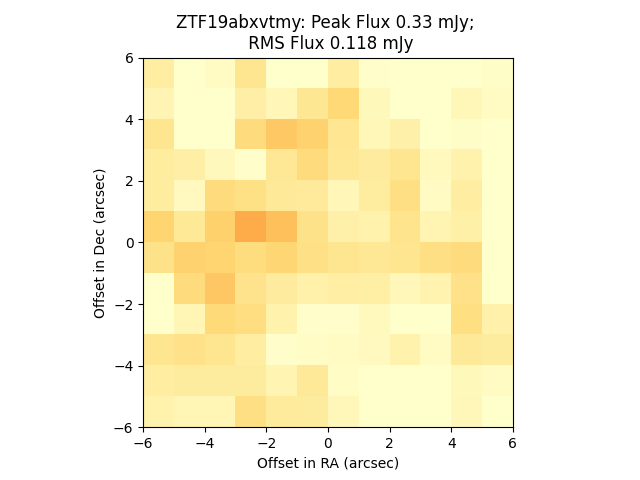 ZTF19abxvtmy: Peak Flux 0.33 mJy;
RMS Flux 0.118 mJy
6
4
2
0
−2
−4
−6
Offset in Dec (arcsec)
−6 −4 −2 0 2 4 6
Offset in RA (arcsec)